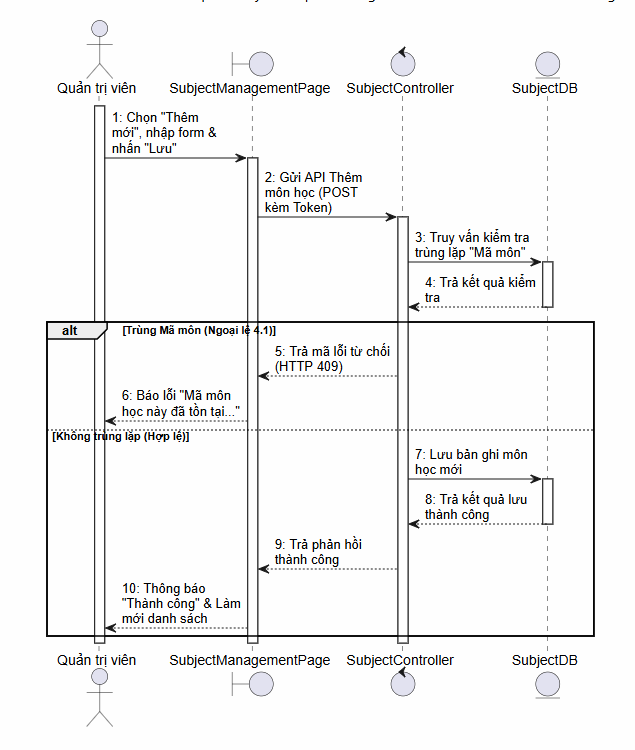 Quản trị viên
SubjectManagementPage
SubjectController
SubjectDB
1: Chọn "Thêm
mới", nhập form &
nhấn "Lưu"
2: Gửi API Thêm
môn học (POST
kèm Token)
3: Truy vấn kiểm tra
trùng lặp "Mã môn"
4: Trả kết quả kiểm
tra
alt
[Trùng Mã môn (Ngoại lệ 4.1)]
5: Trả mã lỗi từ chối
(HTTP 409)
6: Báo lỗi "Mã môn
học này đã tồn tại..."
[Không trùng lặp (Hợp lệ)]
7: Lưu bản ghi môn
học mới
8: Trả kết quả lưu
thành công
9: Trả phản hồi
thành công
10: Thông báo
"Thành công" & Làm
mới danh sách
Quản trị viên
SubjectManagementPage
SubjectController
SubjectDB